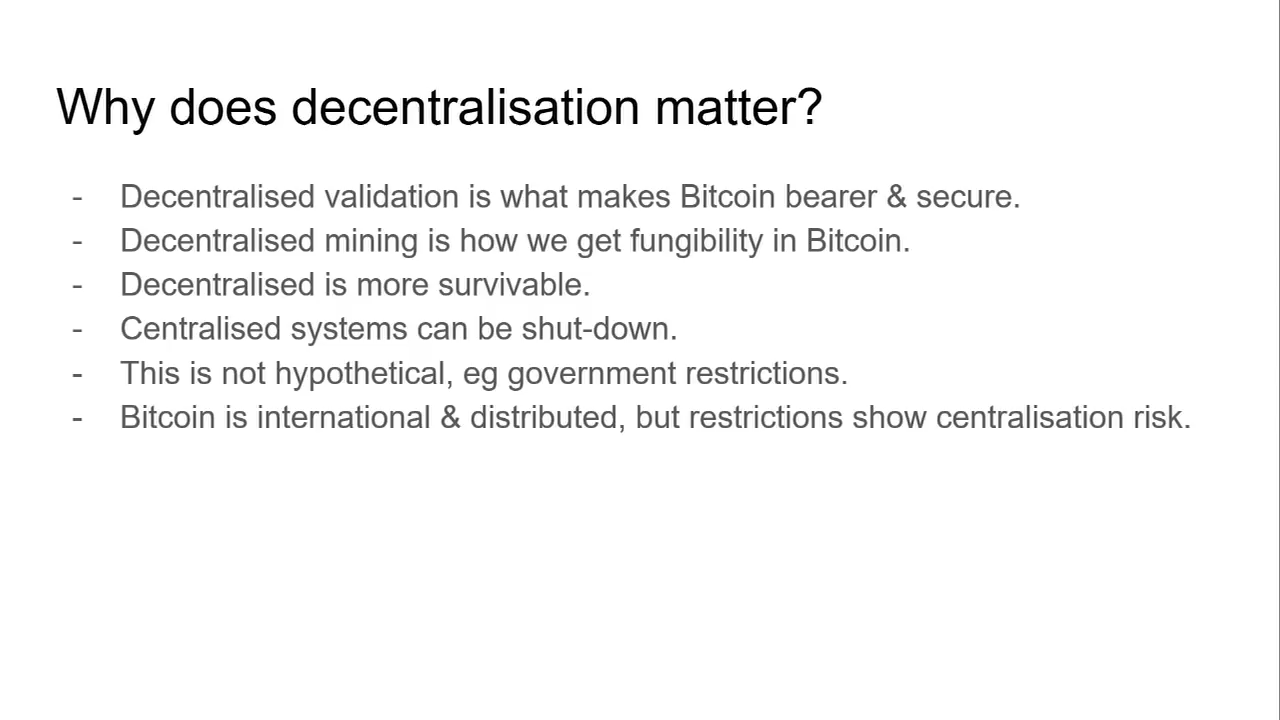 Why does decentralisation matter?
- Decentralised validation is what makes Bitcoin bearer & secure.
- Decentralised mining is how we get fungibility in Bitcoin.
- Decentralised is more survivable.
- Centralised systems can be shut-down.
- This is not hypothetical, eg government restrictions.
- Bitcoin is international & distributed, but restrictions show centralisation risk.